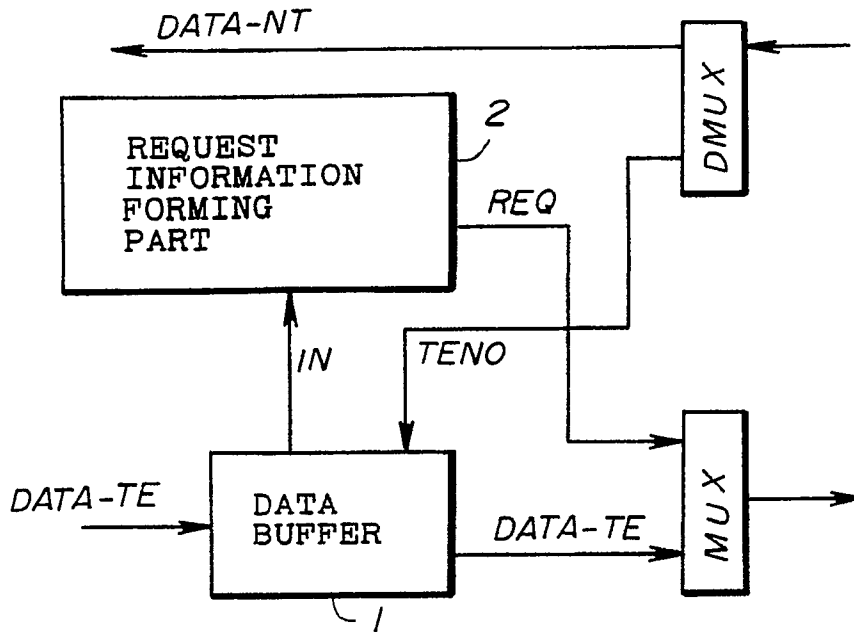 DATA-NT
DMUX
2
REQUEST
INFORMATION
FORMING
PART
REQ
IN
TENO
DATA-TE
DATA
BUFFER
DATA-TE
MUX
1